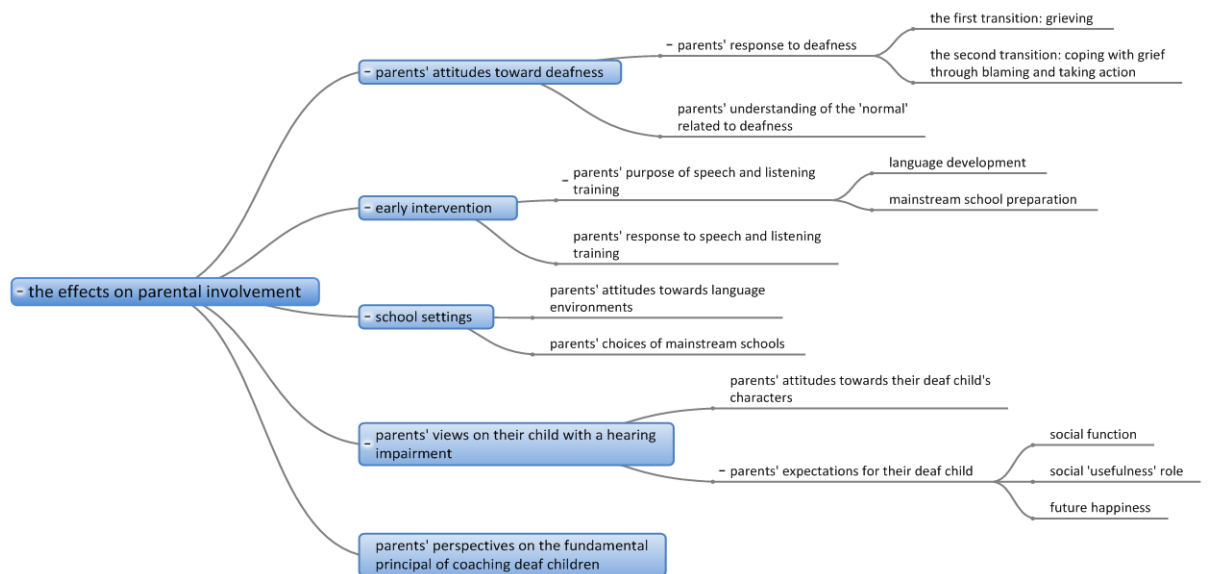 the effects on parental involvement
parents' attitudes toward deafness
parents' response to deafness
the first transition: grieving
the second transition: coping with grief
through blaming and taking action
parents' understanding of the 'normal'
related to deafness
early intervention
parents' purpose of speech and listening
training
language development
mainstream school preparation
parents' response to speech and listening
training
school settings
parents' attitudes towards language
environments
parents' choices of mainstream schools
parents' views on their child with a hearing
impairment
parents' attitudes towards their deaf child's
characters
parents' expectations for their deaf child
social function
social 'usefulness' role
future happiness
parents' perspectives on the fundamental
principal of coaching deaf children